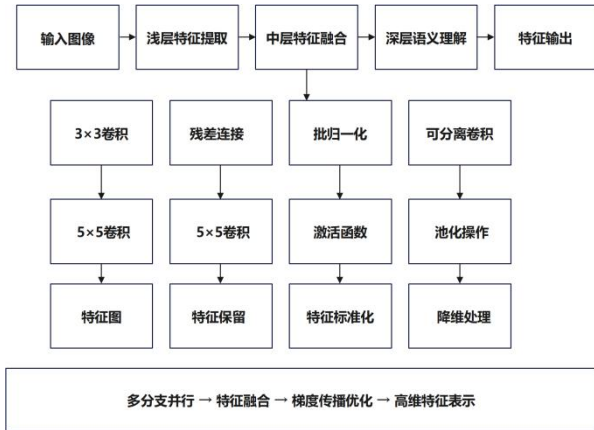 输入图像
浅层特征提取
中层特征融合
深层语义理解
特征输出
3×3卷积
残差连接
批归一化
可分离卷积
5×5卷积
5×5卷积
激活函数
池化操作
特征图
特征保留
特征标准化
降维处理
多分支并行 → 特征融合 → 梯度传播优化 → 高维特征表示